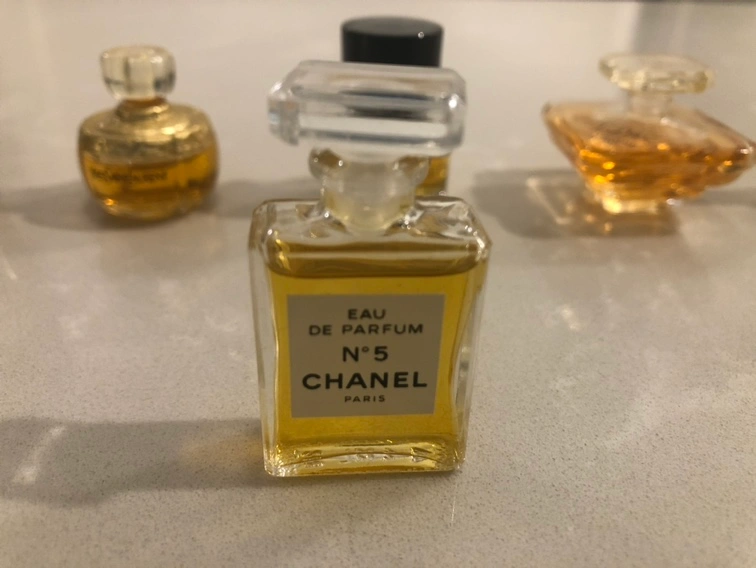 EAU
DE PARFUM
N°5
CHANEL
PARIS